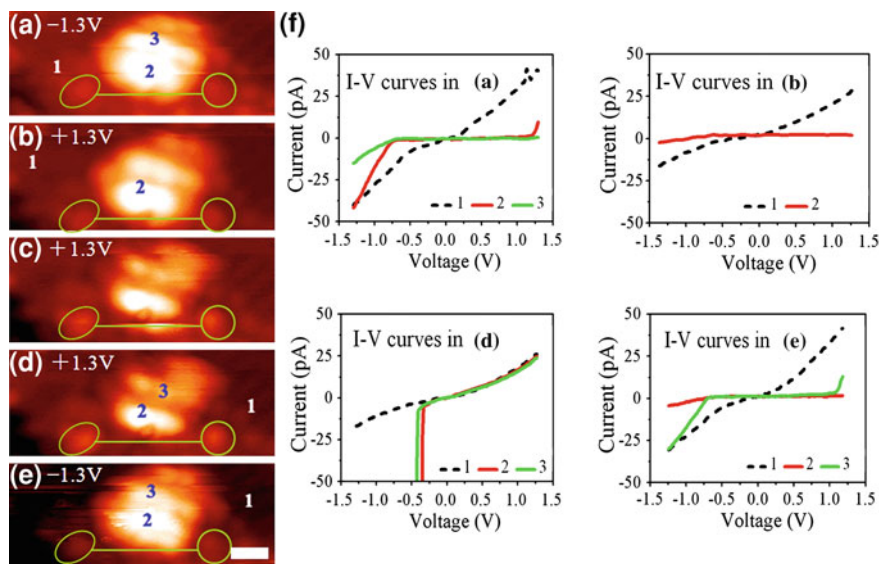 (a) −1.3V
3
1
2
(b) +1.3V
1
2
(c) +1.3V
(d) +1.3V
3
1
2
(e) −1.3V
3
1
2
(f)
I-V curves in (a)
Current (pA)
50
25
0
-25
-50
-1.0 -0.5 0.0 0.5 1.0 1.5
Voltage (V)
1 2 3
I-V curves in (b)
Current (pA)
50
25
0
-25
-50
-1.5 -1.0 -0.5 0.0 0.5 1.0 1.5
Voltage (V)
1 2
I-V curves in (d)
Current (pA)
50
25
0
-25
-50
-1.5 -1.0 -0.5 0.0 0.5 1.0 1.5
Voltage (V)
1 2 3
I-V curves in (e)
Current (pA)
50
25
0
-25
-50
-1.5 -1.0 -0.5 0.0 0.5 1.0 1.5
Voltage (V)
1 2 3